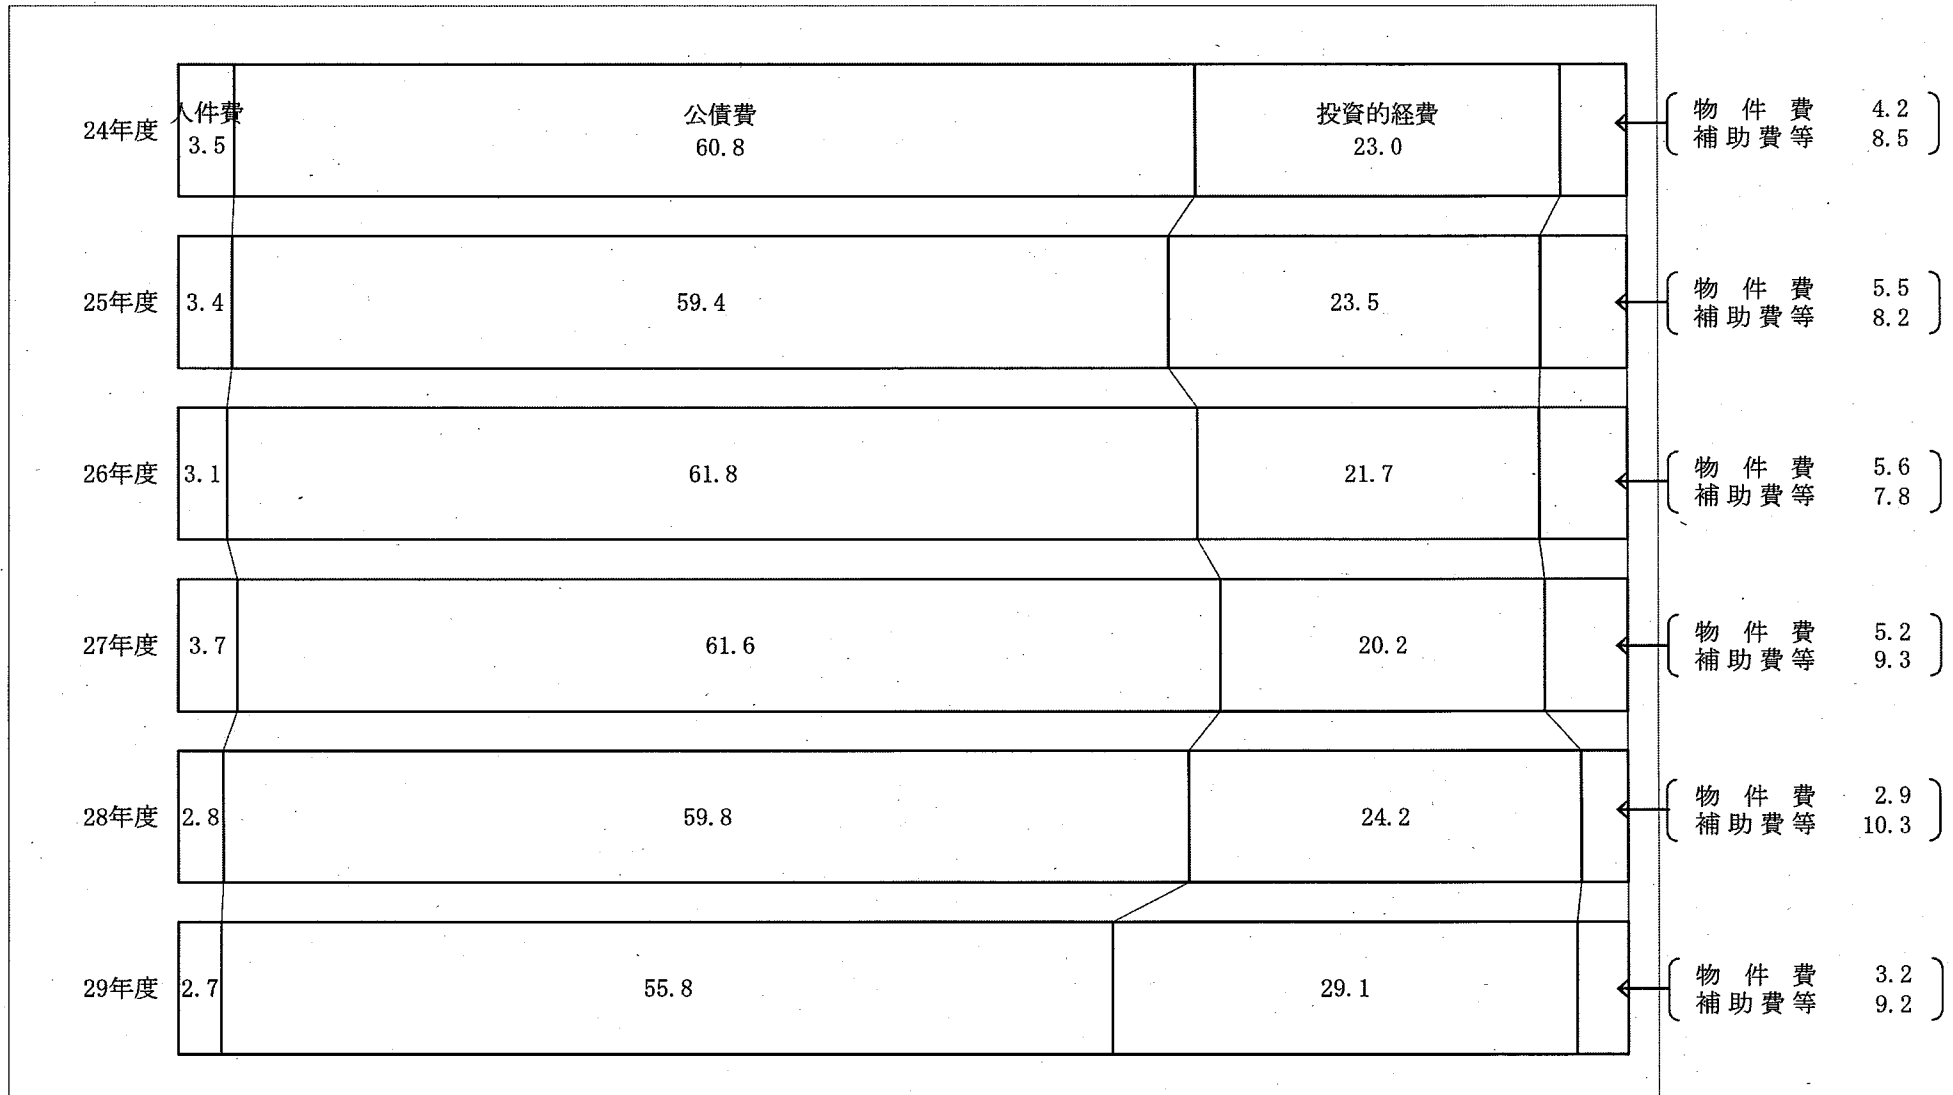 24年度
人件費
3.5
公債費
60.8
投資的経費
23.0
物件費 4.2
補助費等 8.5
25年度 3.4 59.4 23.5
物件費 5.5
補助費等 8.2
26年度 3.1 61.8 21.7
物件費 5.6
補助費等 7.8
27年度 3.7 61.6 20.2
物件費 5.2
補助費等 9.3
28年度 2.8 59.8 24.2
物件費 2.9
補助費等 10.3
29年度 2.7 55.8 29.1
物件費 3.2
補助費等 9.2